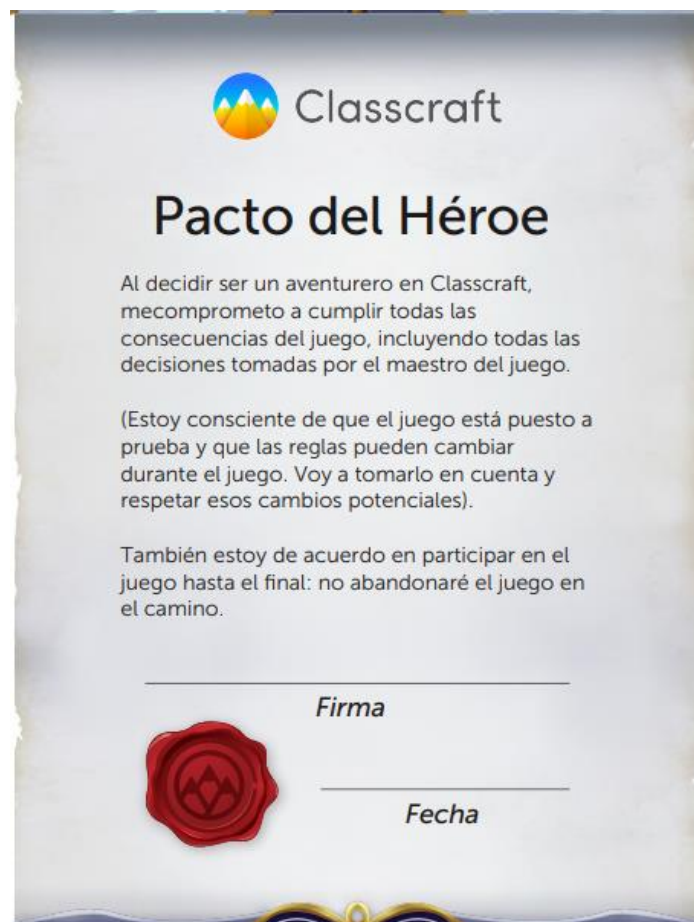 Classcraft
Pacto del Héroe
Al decidir ser un aventurero en Classcraft,
mecomprometo a cumplir todas las
consecuencias del juego, incluyendo todas las
decisiones tomadas por el maestro del juego.
(Estoy consciente de que el juego está puesto a
prueba y que las reglas pueden cambiar
durante el juego. Voy a tomarlo en cuenta y
respetar esos cambios potenciales).
También estoy de acuerdo en participar en el
juego hasta el final: no abandonaré el juego en
el camino.
Firma
Fecha